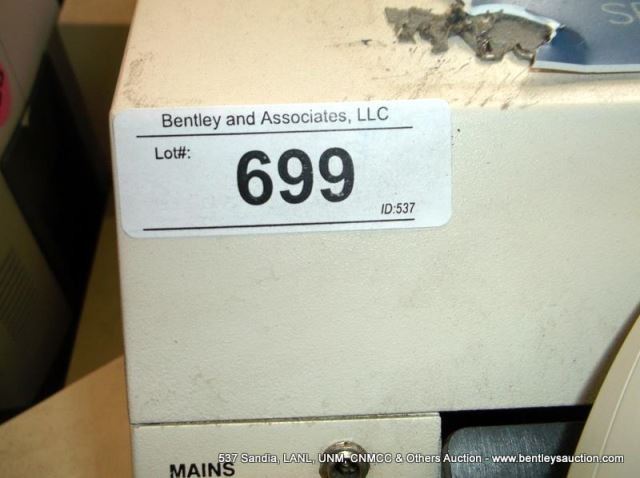 SP
Bentley and Associates, LLC
Lot#:
699
ID:537
MAINS
537 Sandia, LANL, UNM, CNMCC & Others Auction - www.bentleysauction.com